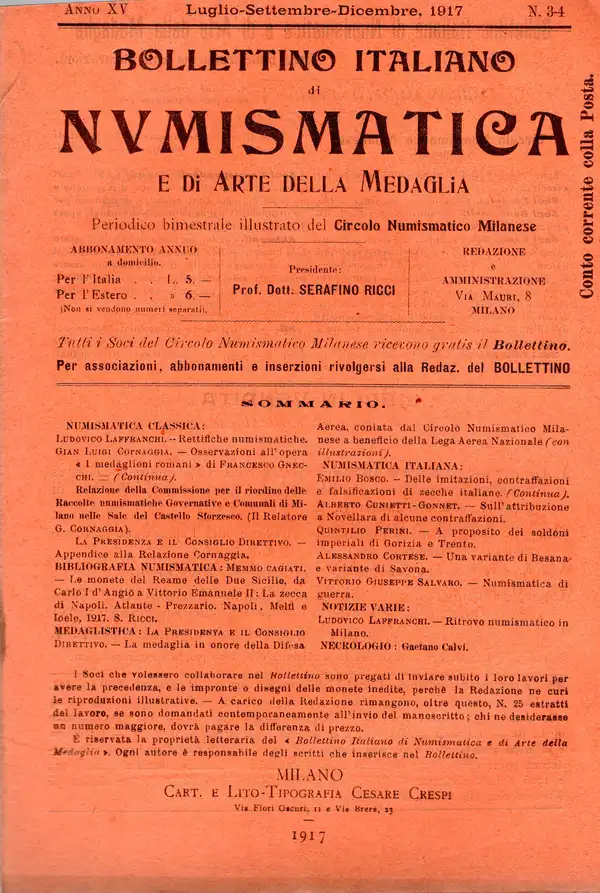 ANNO XV Luglio-Settembre-Dicembre, 1917 N. 3-4
BOLLETTINO ITALIANO
di
NVMISMATICA
E Di ARTE DELLA MEDAGLIA
Periodico bimestrale illustrato del Circolo Numismatico Milanese
ABBONAMENTO ANNUO
a domicilio.
Per l'Italia . . L. 5. —
Per l'Estero . . » 6. —
(Non si vendono numeri separati).
Presidente:
Prof. Dott. SERAFINO RICCI
REDAZIONE
e
AMMINISTRAZIONE
VIA MAURI, 8
MILANO
Conto corrente colla Posta.
Tutti i Soci del Circolo Numismatico Milanese ricevono gratis il Bollettino.
Per associazioni, abbonamenti e inserzioni rivolgersi alla Redaz. del BOLLETTINO
SOMMARIO.
NUMISMATICA CLASSICA:
LUDOVICO LAFFRANCHI. — Rettifiche numismatiche.
GIAN LUIGI CORNAGGIA. — Osservazioni all'opera
« I medaglioni romani » di FRANCESCO GNEC-
CHI. — (Continua).
Relazione della Commissione per il riordino delle
Raccolte numismatiche Governative e Comunali di Mi-
lano nelle Sale del Castello Sforzesco. (Il Relatore
G. CORNAGGIA).
LA PRESIDENZA E IL CONSIGLIO DIRETTIVO. —
Appendice alla Relazione Cornaggia.
BIBLIOGRAFIA NUMISMATICA: MEMMO CAGIATI.
— Le monete del Reame delle Due Sicilie, da
Carlo I d'Angiò a Vittorio Emanuele II: La zecca
di Napoli. Atlante - Prezzario. Napoli, Melfi e
Ioele, 1917. S. RICCI.
MEDAGLISTICA: LA PRESIDENYA E IL CONSIGLIO
DIRETTIVO. — La medaglia in onore della Difesa
Aerea, coniata dal Circolo Numismatico Mila-
nese a beneficio della Lega Aerea Nazionale (con
illustrazioni).
NUMISMATICA ITALIANA:
EMILIO BOSCO. — Delle imitazioni, contraffazioni
e falsificazioni di zecche italiane. (Continua).
ALBERTO CUNIETTI-GONNET. — Sull'attribuzione
a Novellara di alcune contraffazioni.
QUINTILIO PERINI. — A proposito dei soldoni
imperiali di Gorizia e Trento.
ALESSANDRO CORTESE. — Una variante di Besana-
e variante di Savona.
VITTORIO GIUSEPPE SALVARO. — Numismatica di
guerra.
NOTIZIE VARIE:
LUDOVICO LAFFRANCHI. — Ritrovo numismatico in
Milano.
NECROLOGIO: Gaetano Calvi.
I Soci che volessero collaborare nel Bollettino sono pregati di inviare subito i loro lavori per
avere la precedenza, e le impronte o disegni delle monete inedite, perchè la Redazione ne curi
le riproduzioni illustrative. — A carico della Redazione rimangono, oltre questo, N. 25 estratti
del lavoro, se sono domandati contemporaneamente all'invio del manoscritto; chi ne desiderasse
un numero maggiore, dovrà pagare la differenza di prezzo.
È riservata la proprietà letteraria del « Bollettino Italiano di Numismatica e di Arte della
Medaglia ». Ogni autore è responsabile degli scritti che inserisce nel Bollettino.
MILANO
CART. E LITO-TIPOGRAFIA CESARE CRESPI
Via Fiori Oscuri, 11 e Via Brera, 23
1917